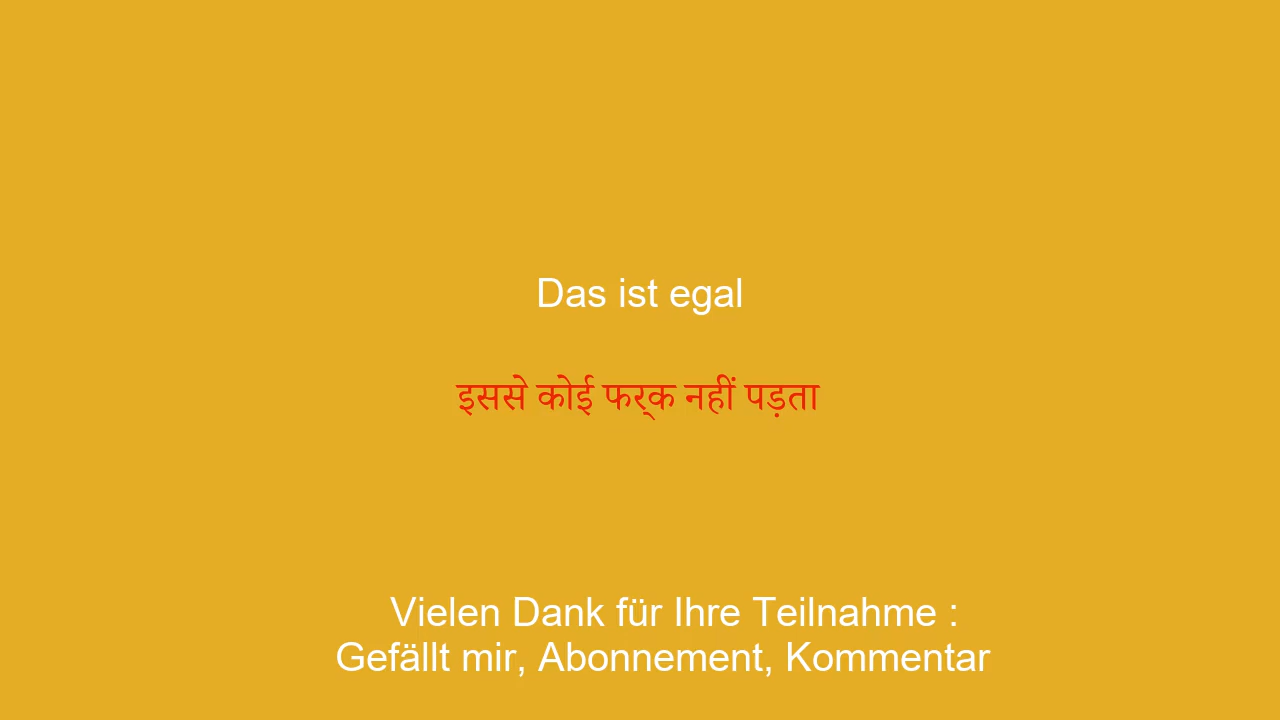 Das ist egal
इससे कोई फर्क नहीं पड़ता
Vielen Dank für Ihre Teilnahme :
Gefällt mir, Abonnement, Kommentar